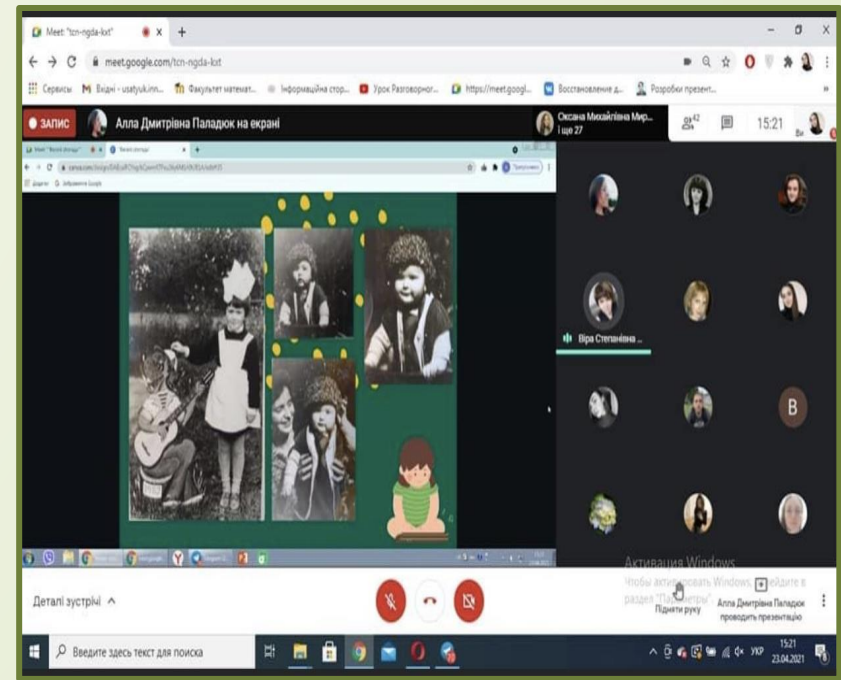 Meet: "tcn-ngda-kxt"
meet.google.com/tcn-ngda-kxt
Сервисы
Вхідні - usatyuk.inn...
Факультет математ...
Інформаційна стор...
Урок Разговорног...
https://meet.googl...
Восстановление д...
Розробки презент...
ЗАПИС
Алла Дмитрівна Паладюк на екрані
Оксана Михайлівна Мир...
і ще 27
42
15:21
Ви
Віра Степанівна ...
В
Активация Windows
Чтобы активировать Windows, перейдите в
раздел "Параметры".
Деталі зустрічі
Підняти руку
Алла Дмитрівна Паладюк
проводить презентацію
Введите здесь текст для поиска
УКР
15:21
23.04.2021